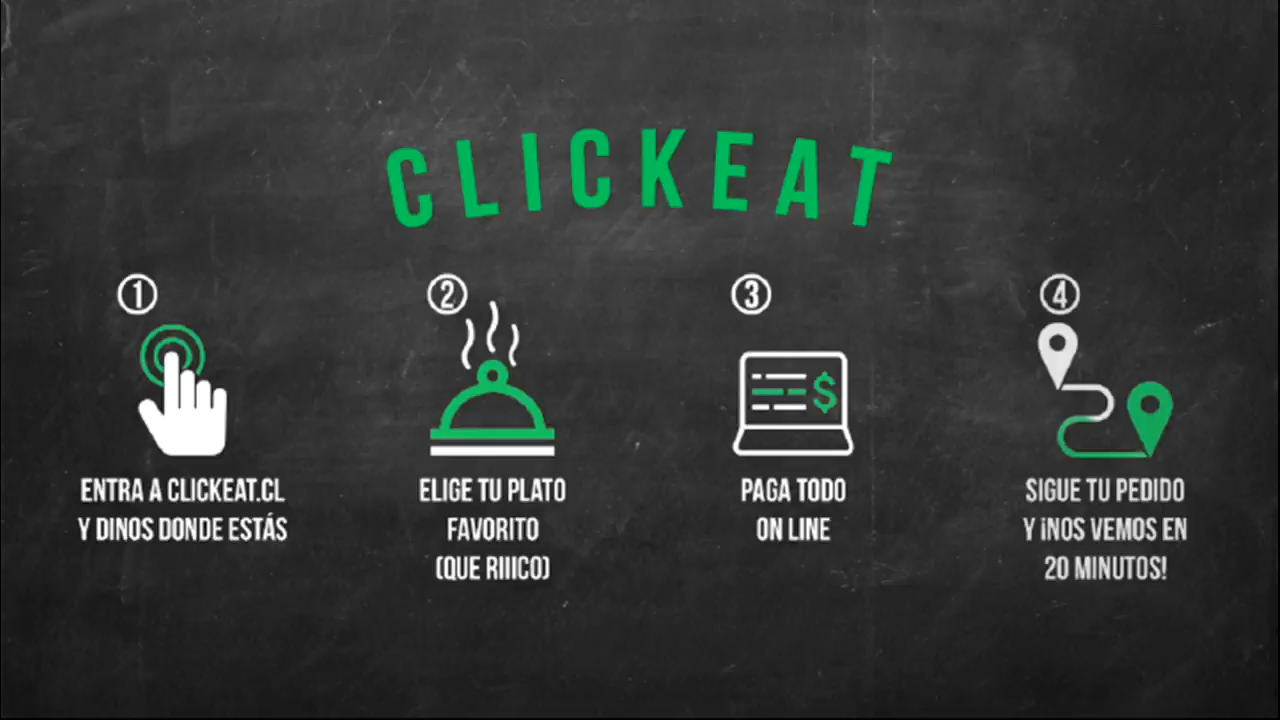 CLICKEAT
1
ENTRA A CLICKEAT.CL
Y DINOS DONDE ESTÁS
2
ELIGE TU PLATO
FAVORITO
(QUE RIIICO)
3
$
PAGA TODO
ON LINE
4
SIGUE TU PEDIDO
Y ¡NOS VEMOS EN
20 MINUTOS!